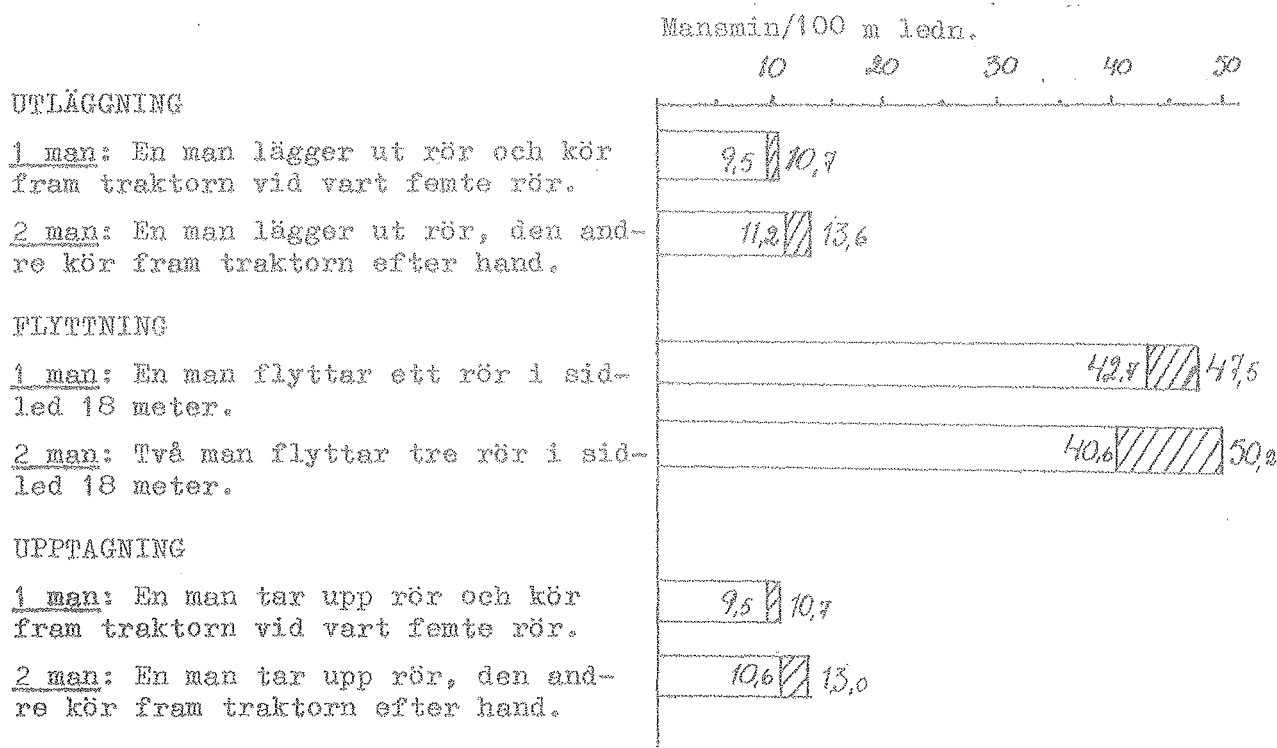 Mansmin/100 m ledn.
10 20 30 40 50
UTLÄGGNING
1 man: En man lägger ut rör och kör
fram traktorn vid vart femte rör.
9,5 10,7
2 man: En man lägger ut rör, den and-
re kör fram traktorn efter hand.
11,2 13,6
FLYTTNING
1 man: En man flyttar ett rör i sid-
led 18 meter.
42,7 47,5
2 man: Två man flyttar tre rör i sid-
led 18 meter.
40,6 50,2
UPPTAGNING
1 man: En man tar upp rör och kör
fram traktorn vid vart femte rör.
9,5 10,7
2 man: En man tar upp rör, den and-
re kör fram traktorn efter hand.
10,6 13,0